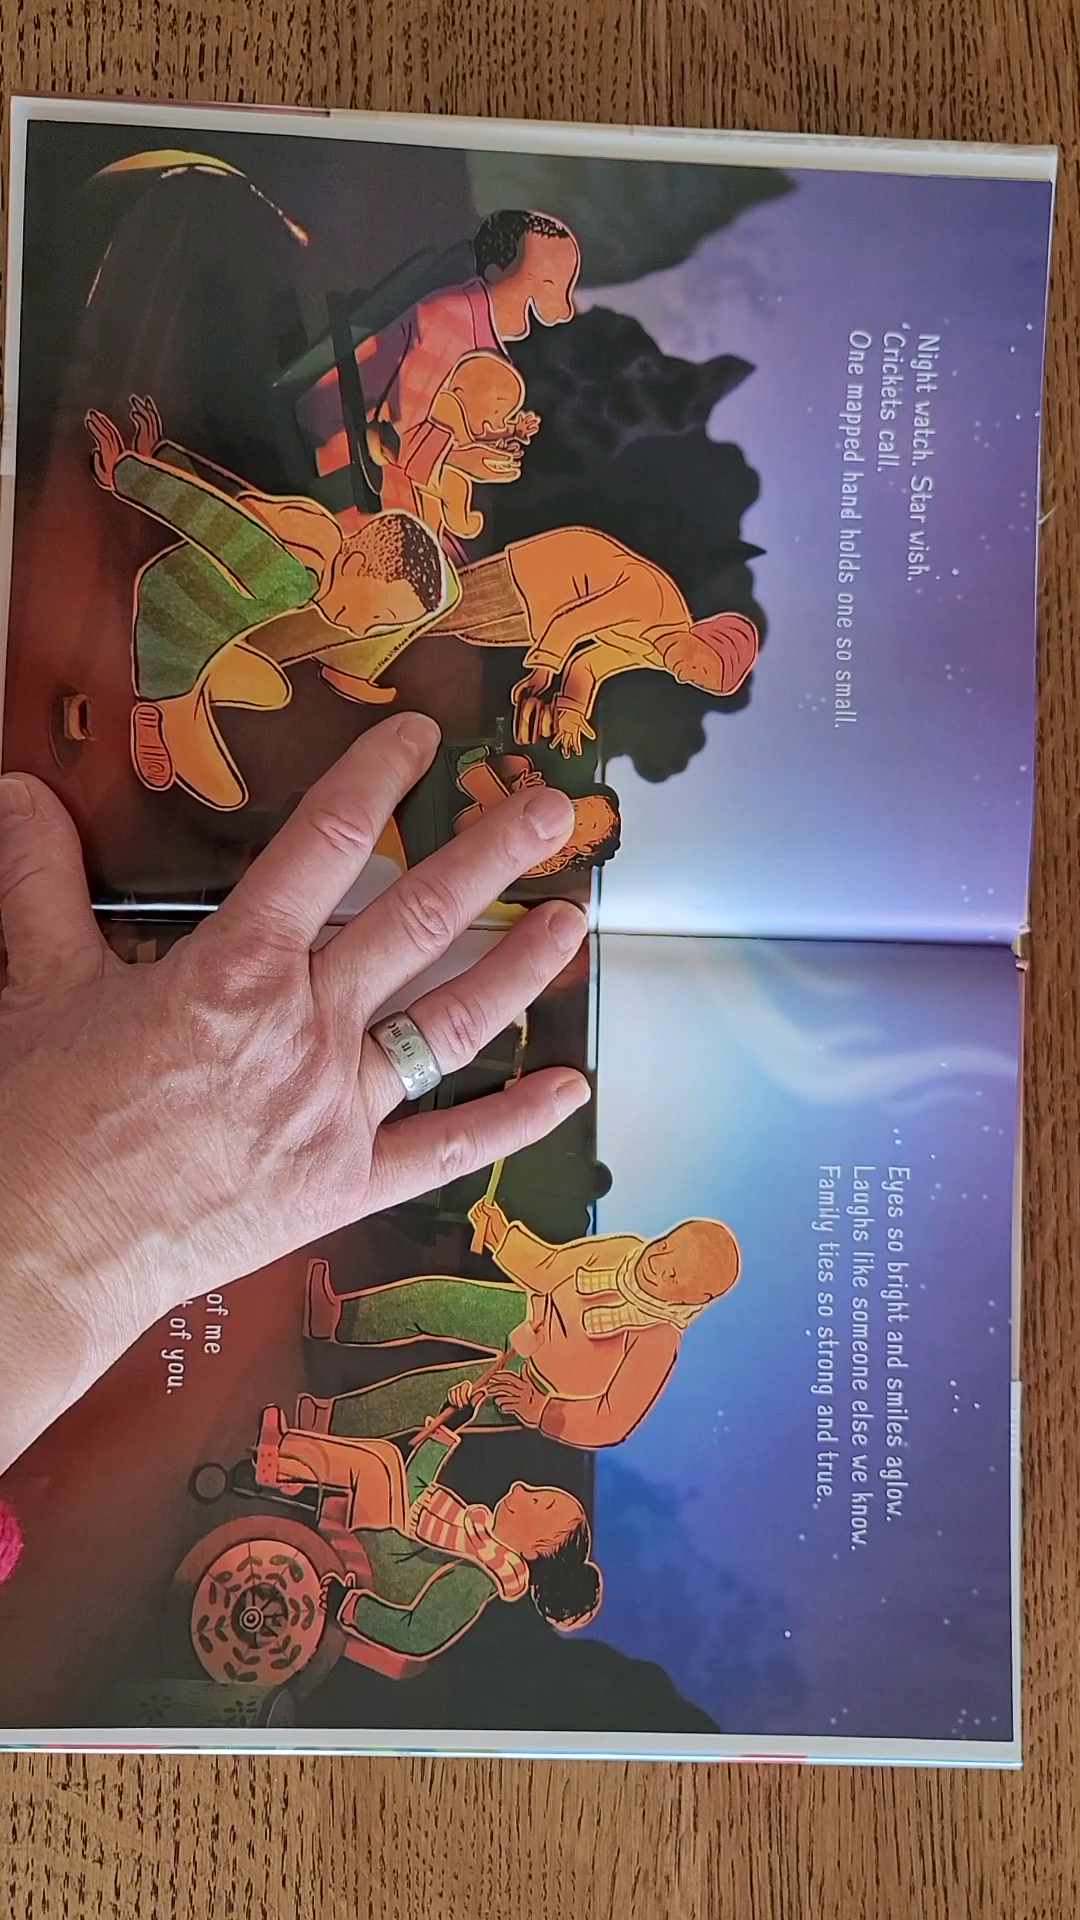 Night watch. Star wish.
Crickets call.
One mapped hand holds one so small.
Eyes so bright and smiles aglow.
Laughs like someone else we know.
Family ties so strong and true.
of me
of you.